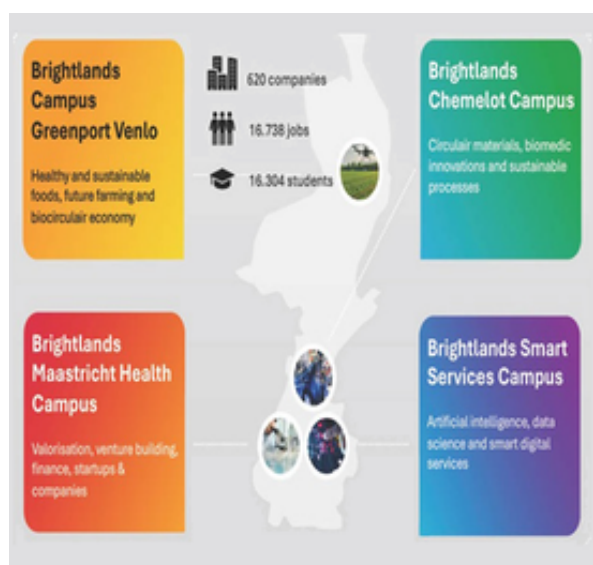 Brightlands
Campus
Greenport Venlo
Healthy and sustainable
foods, future farming and
biocirculair economy
620 companies
16.738 jobs
16.304 students
Brightlands
Chemelot Campus
Circulair materials, biomedic
innovations and sustainable
processes
Brightlands
Maastricht Health
Campus
Valorisation, venture building,
finance, startups &
companies
Brightlands Smart
Services Campus
Artificial intelligence, data
science and smart digital
services